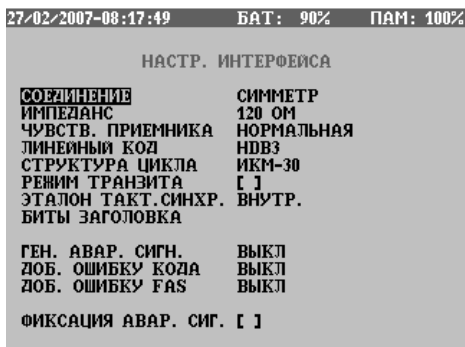 27/02/2007-08:17:49 БАТ: 90% ПАМ: 100%
НАСТР. ИНТЕРФЕЙСА
СОЕДИНЕНИЕ СИММЕТР
ИМПЕДАНС 120 ОМ
ЧУВСТВ. ПРИЕМНИКА НОРМАЛЬНАЯ
ЛИНЕЙНЫЙ КОД HDB3
СТРУКТУРА ЦИКЛА ИКМ-30
РЕЖИМ ТРАНЗИТА [ ]
ЭТАЛОН ТАКТ.СИНХР. ВНУТР.
БИТЫ ЗАГОЛОВКА
ГЕН. АВАР. СИГН. ВЫКЛ
ДОБ. ОШИБКУ КОДА ВЫКЛ
ДОБ. ОШИБКУ FAS ВЫКЛ
ФИКСАЦИЯ АВАР. СИГ. [ ]